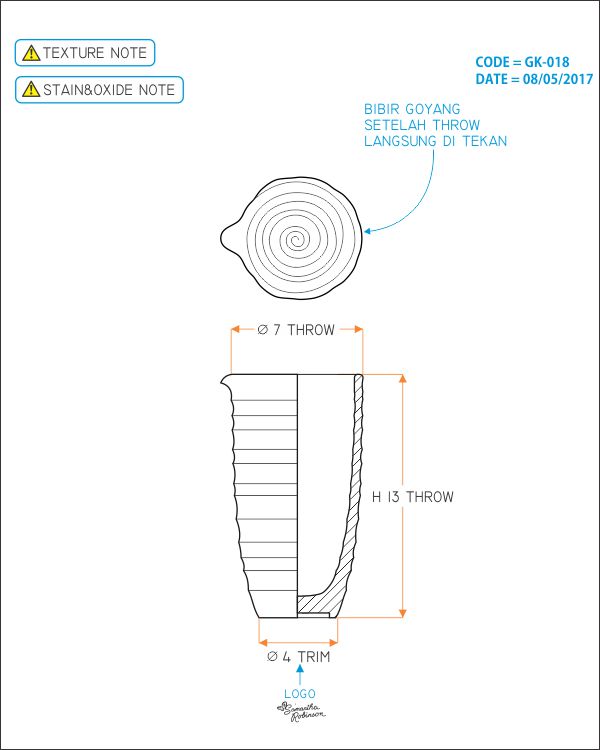 TEXTURE NOTE
STAIN&OXIDE NOTE
CODE = GK-018
DATE = 08/05/2017
BIBIR GOYANG
SETELAH THROW
LANGSUNG DI TEKAN
Ø 7 THROW
H 13 THROW
Ø 4 TRIM
LOGO
Samantha
Robinson